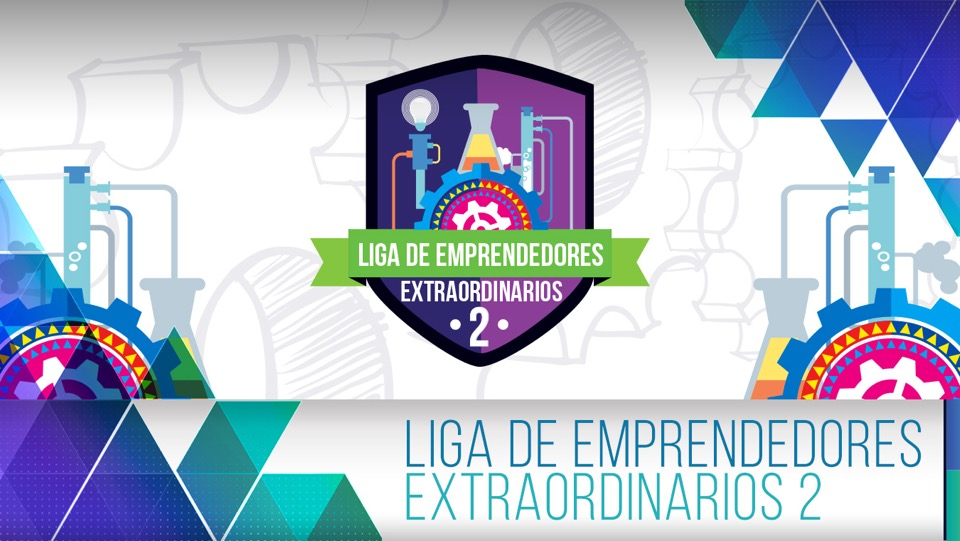 LIGA DE EMPRENDEDORES
EXTRAORDINARIOS
• 2 •
LIGA DE EMPRENDEDORES
EXTRAORDINARIOS 2